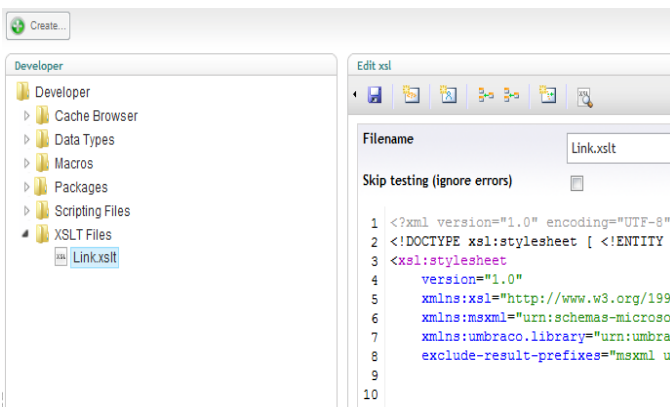 Create...
Developer
Developer
Cache Browser
Data Types
Macros
Packages
Scripting Files
XSLT Files
Link.xslt
Edit xsl
Filename
Link.xslt
Skip testing (ignore errors)
1 <?xml version="1.0" encoding="UTF-8"
2 <!DOCTYPE xsl:stylesheet [ <!ENTITY
3 <xsl:stylesheet
4 version="1.0"
5 xmlns:xsl="http://www.w3.org/199
6 xmlns:msxml="urn:schemas-microso
7 xmlns:umbraco.library="urn:umbra
8 exclude-result-prefixes="msxml u
9
10